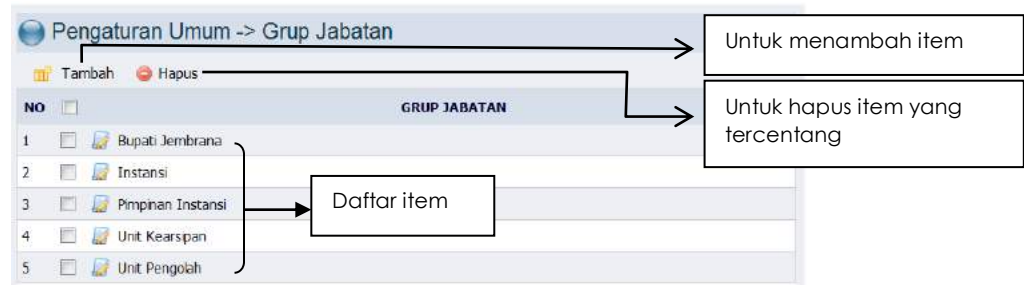 Pengaturan Umum -> Grup Jabatan
Untuk menambah item
Tambah Hapus
Untuk hapus item yang
tercentang
NO GRUP JABATAN
1 Bupati Jembrana
2 Instansi
3 Pimpinan Instansi
Daftar item
4 Unit Kearsipan
5 Unit Pengolah